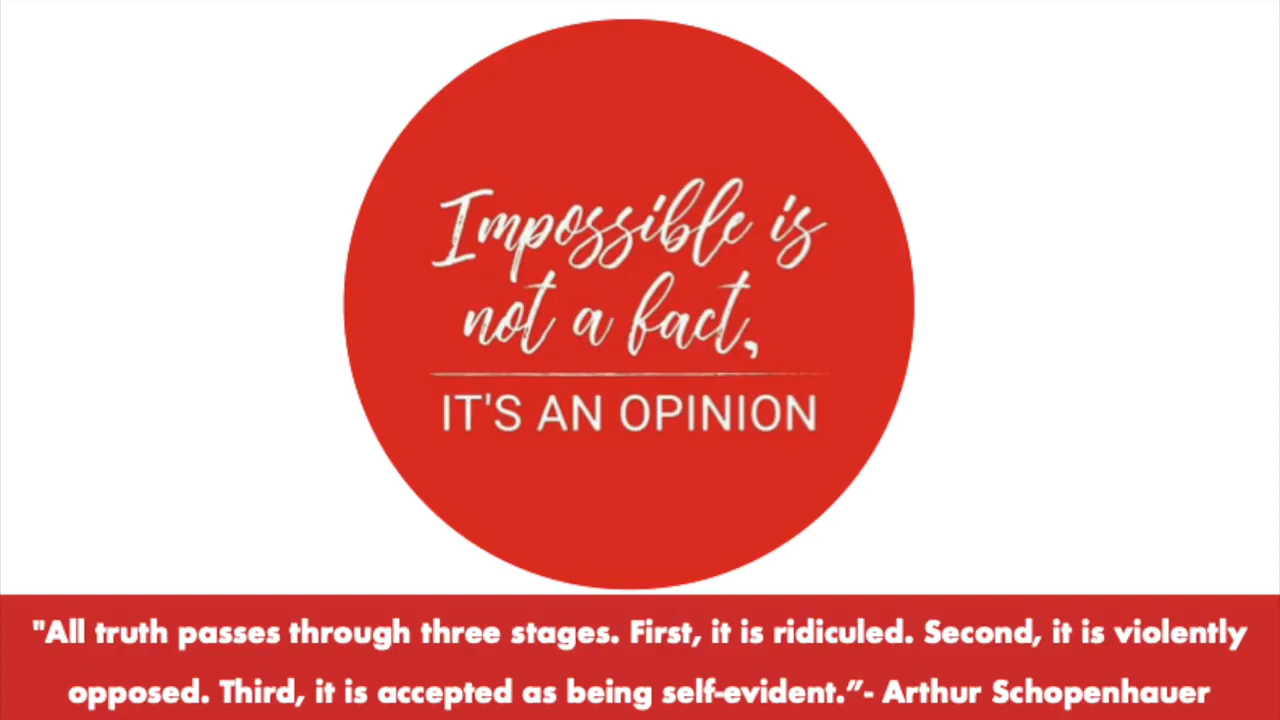 Impossible is
not a fact,
IT'S AN OPINION
"All truth passes through three stages. First, it is ridiculed. Second, it is violently
opposed. Third, it is accepted as being self-evident.”- Arthur Schopenhauer